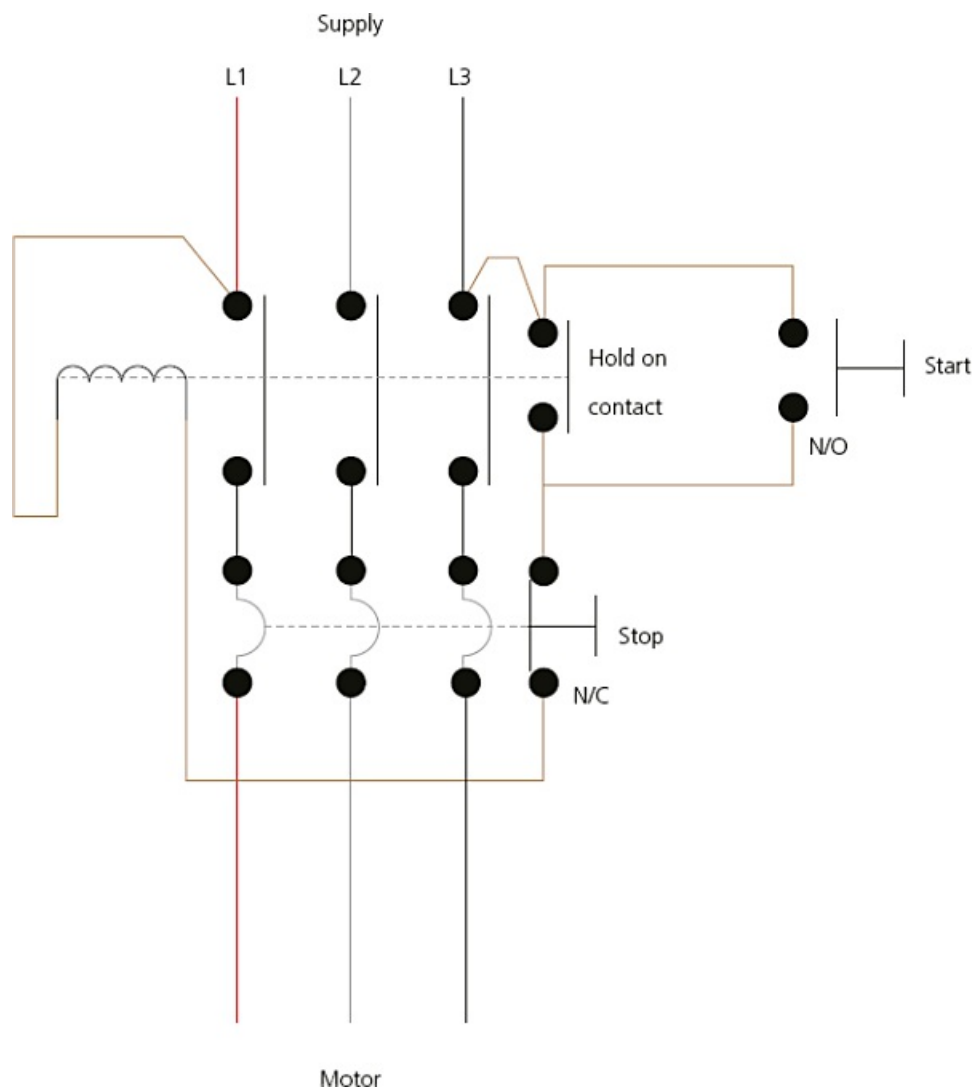 Supply
L1 L2 L3
Hold on
contact
Start
N/O
Stop
N/C
Motor